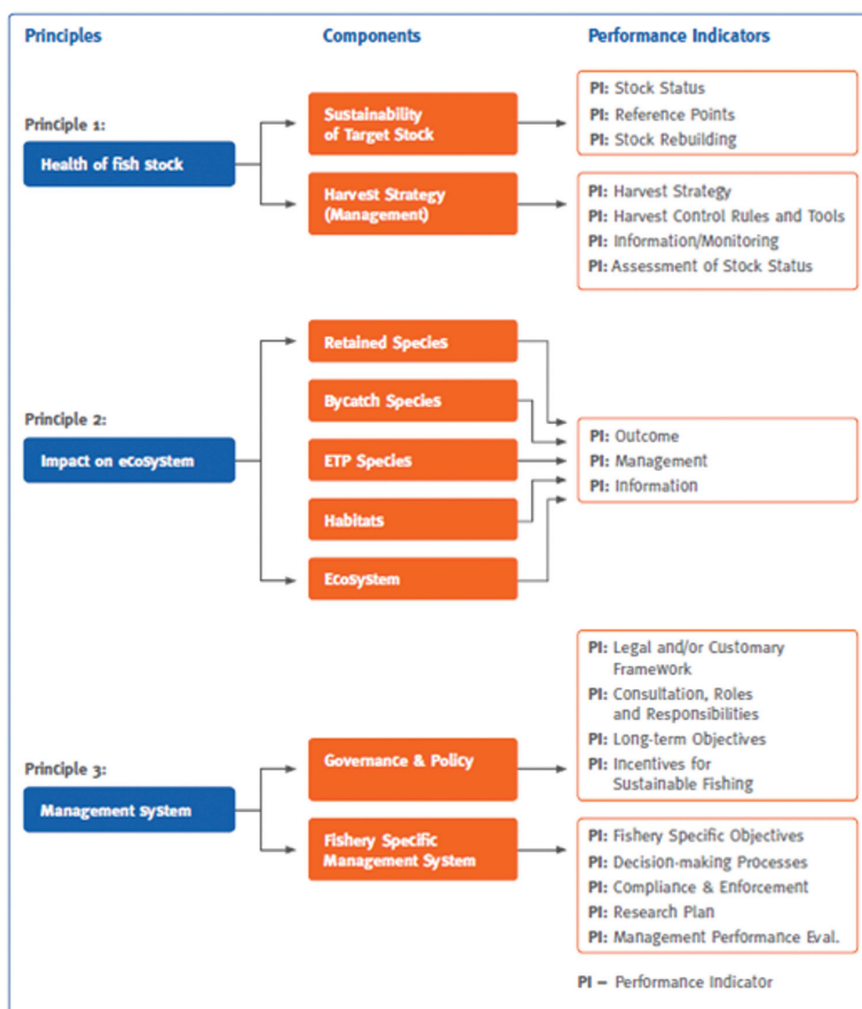 Principles
Components
Performance Indicators
Principle 1:
Health of fish stock
Sustainability
of Target Stock
PI: Stock Status
PI: Reference Points
PI: Stock Rebuilding
Harvest Strategy
(Management)
PI: Harvest Strategy
PI: Harvest Control Rules and Tools
PI: Information/Monitoring
PI: Assessment of Stock Status
Principle 2:
Impact on ecosystem
Retained Species
Bycatch Species
ETP Species
Habitats
Ecosystem
PI: Outcome
PI: Management
PI: Information
Principle 3:
Management system
Governance & Policy
PI: Legal and/or Customary
Framework
PI: Consultation, Roles
and Responsibilities
PI: Long-term Objectives
PI: Incentives for
Sustainable Fishing
Fishery Specific
Management System
PI: Fishery Specific Objectives
PI: Decision-making Processes
PI: Compliance & Enforcement
PI: Research Plan
PI: Management Performance Eval.
PI – Performance Indicator